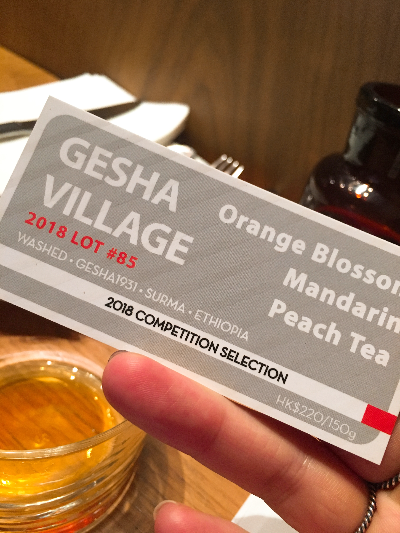 GESHA
VILLAGE
2018 LOT #85
WASHED • GESHA1931 • SURMA • ETHIOPIA
2018 COMPETITION SELECTION
Orange Blossom
Mandarin
Peach Tea
HK$220/150g